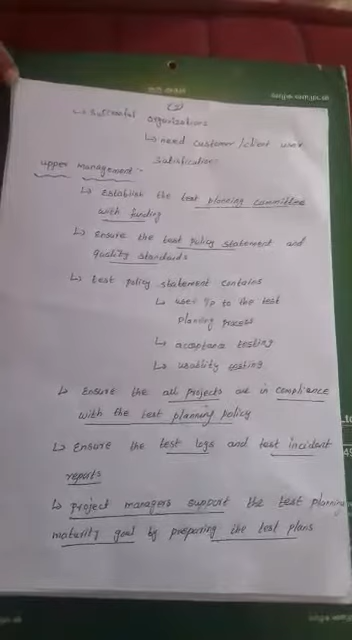 (2)
↳ Successful organizations
↳ need customer/client user
satisfaction.
upper management:-
↳ Establish the test planning committee
with funding
↳ Ensure the test policy statement and
quality standards
↳ test policy statement contains
↳ user i/p to the test
planning process
↳ acceptance testing
↳ usability testing
↳ Ensure the all projects are in compliance
with the test planning policy
↳ Ensure the test logs and test incident
reports
↳ project managers support the test planning
maturity goal by preparing the test plans